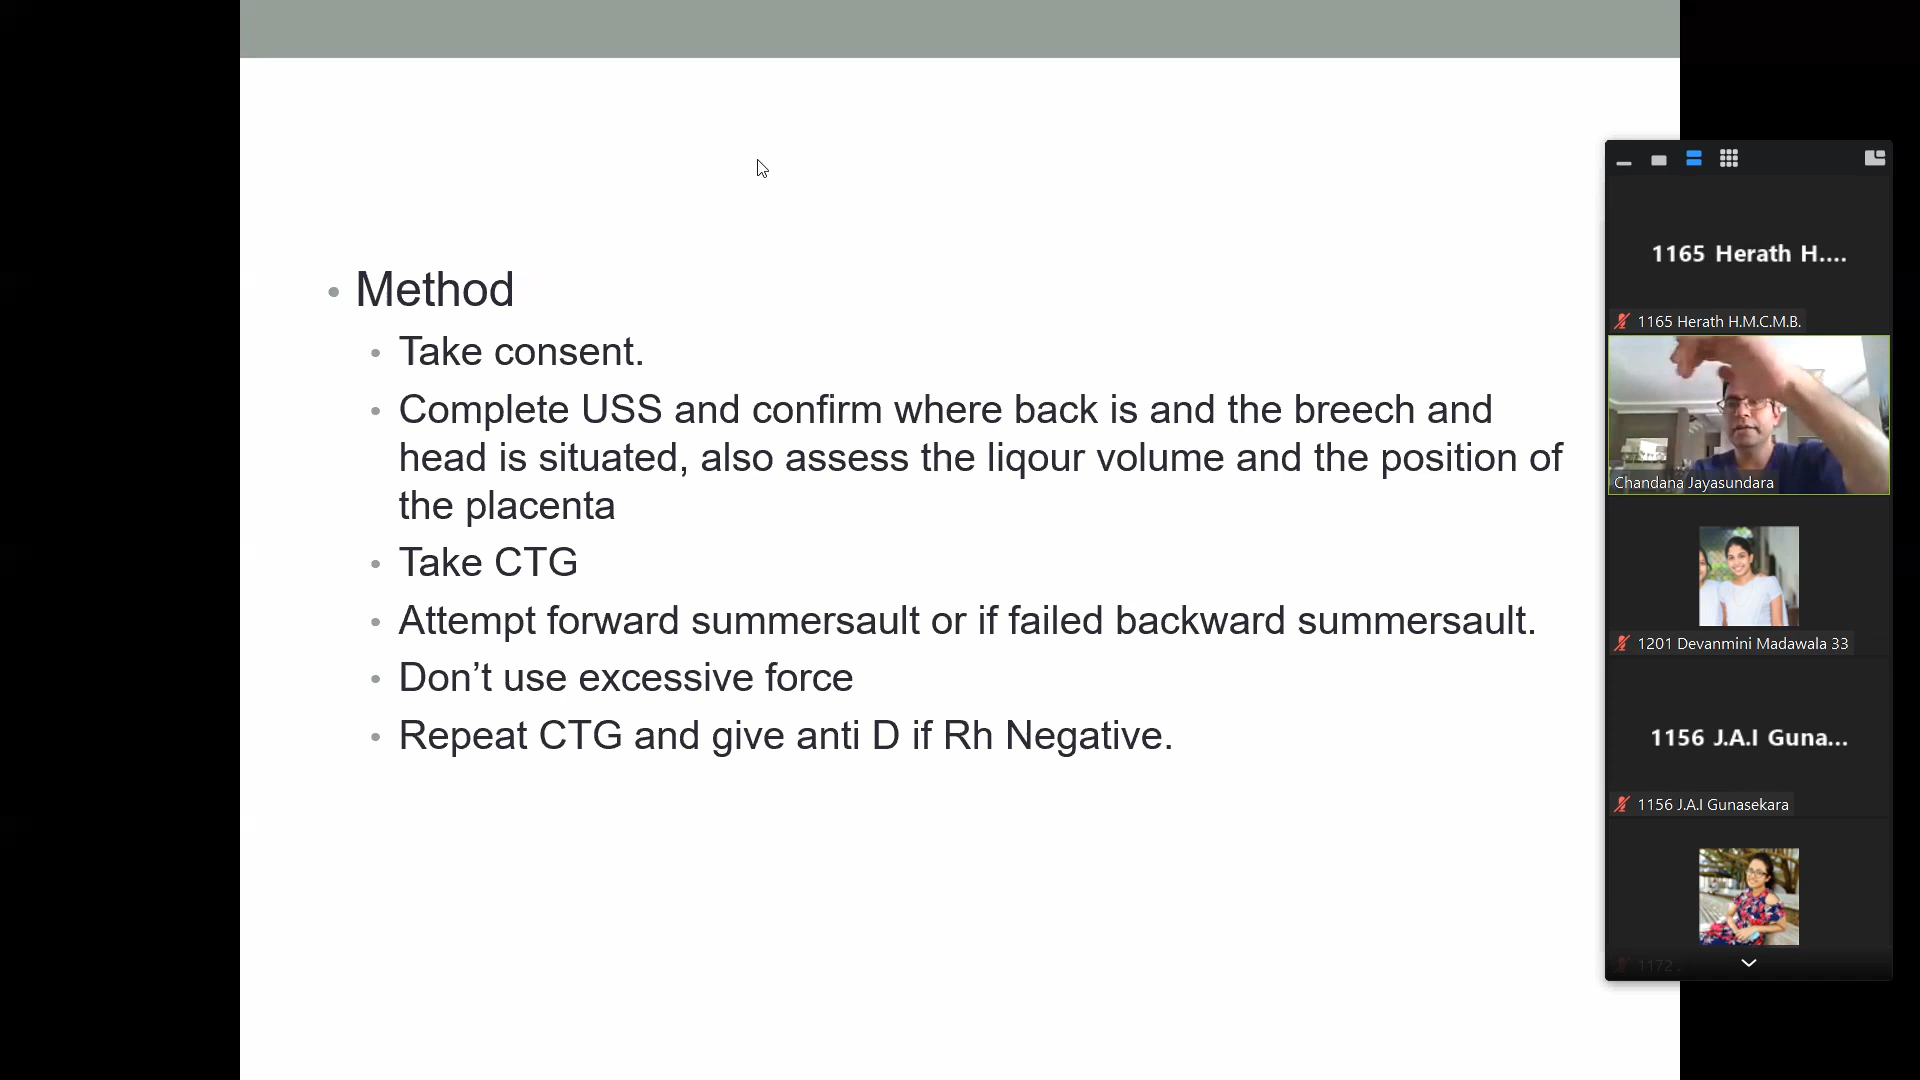 Method
Take consent.
Complete USS and confirm where back is and the breech and
head is situated, also assess the liqour volume and the position of
the placenta
Take CTG
Attempt forward summersault or if failed backward summersault.
Don’t use excessive force
Repeat CTG and give anti D if Rh Negative.
1165 Herath H....
1165 Herath H.M.C.M.B.
Chandana Jayasundara
1201 Devanmini Madawala 33
1156 J.A.I Guna...
1156 J.A.I Gunasekara
1172